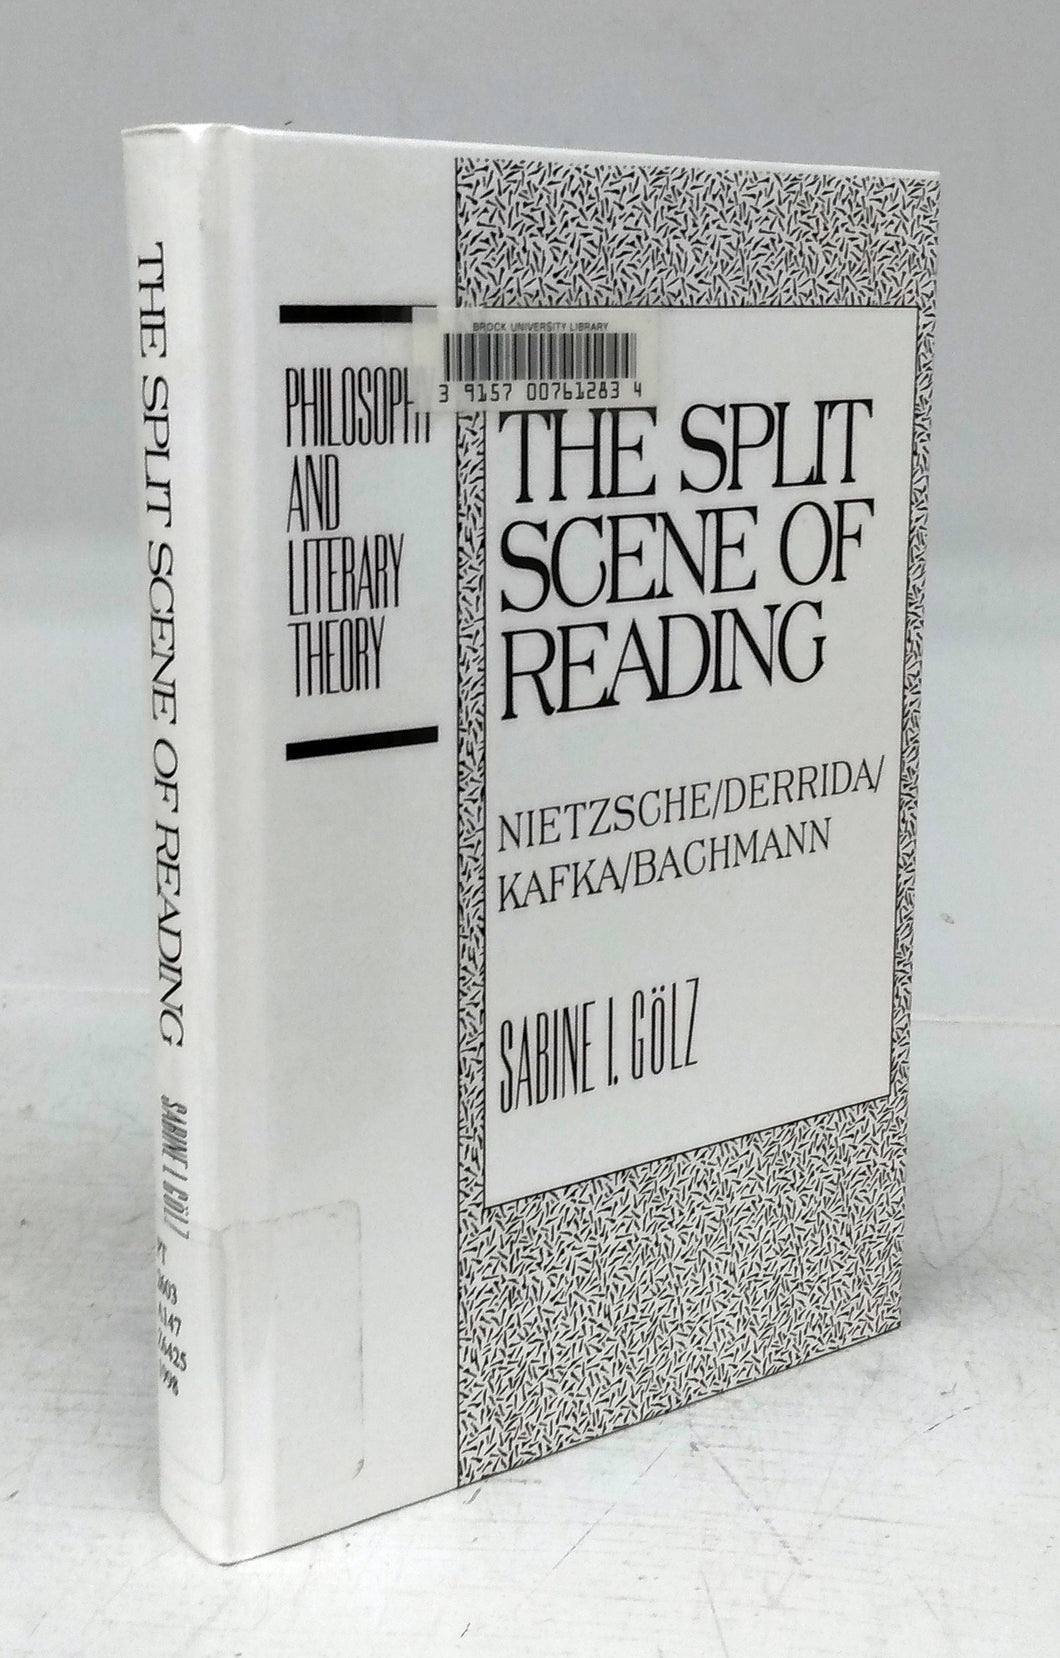 THE SPLIT SCENE OF READING SABINE I. GÖLZ
PHILOSOPHY
AND
LITERARY
THEORY
BROCK UNIVERSITY LIBRARY
3 9157 00761283 4
THE SPLIT
SCENE OF
READING
NIETZSCHE/DERRIDA/
KAFKA/BACHMANN
SABINE I. GÖLZ